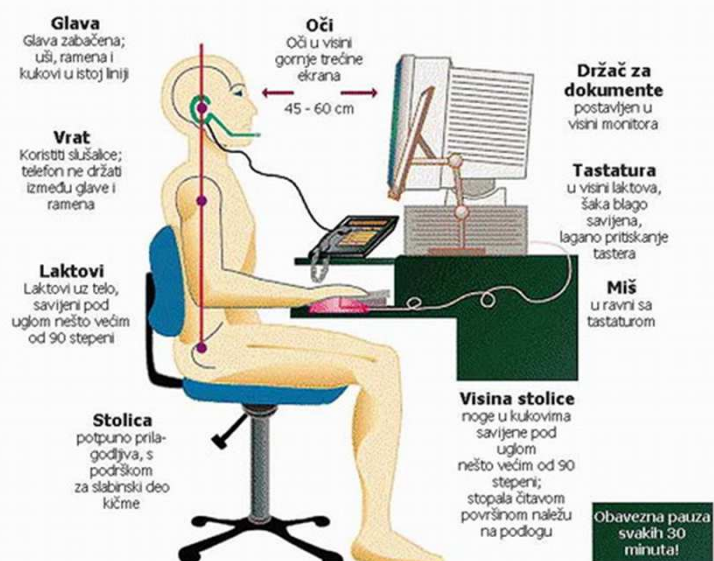 Glava
Glava zabačena;
uši, ramena i
kukovi u istoj liniji
Oči
Oči u visini
gornje trećine
ekrana
45 - 60 cm
Držač za
dokumente
postavljen u
visini monitora
Vrat
Koristiti slušalice;
telefon ne držati
između glave i
ramena
Tastatura
u visini laktova,
šaka blago
savijena,
lagano pritiskanje
tastera
Laktovi
Laktovi uz telo,
savijeni pod
uglom nešto većim
od 90 stepeni
Miš
u ravni sa
tastaturom
Stolica
potpuno prila-
godljiva, s
podrškom
za slabinski deo
kičme
Visina stolice
noge u kukovima
savijene pod
uglom
nešto većim od 90
stepeni;
stopala čitavom
površinom naležu
na podlogu
Obavezna pauza
svakih 30
minuta!